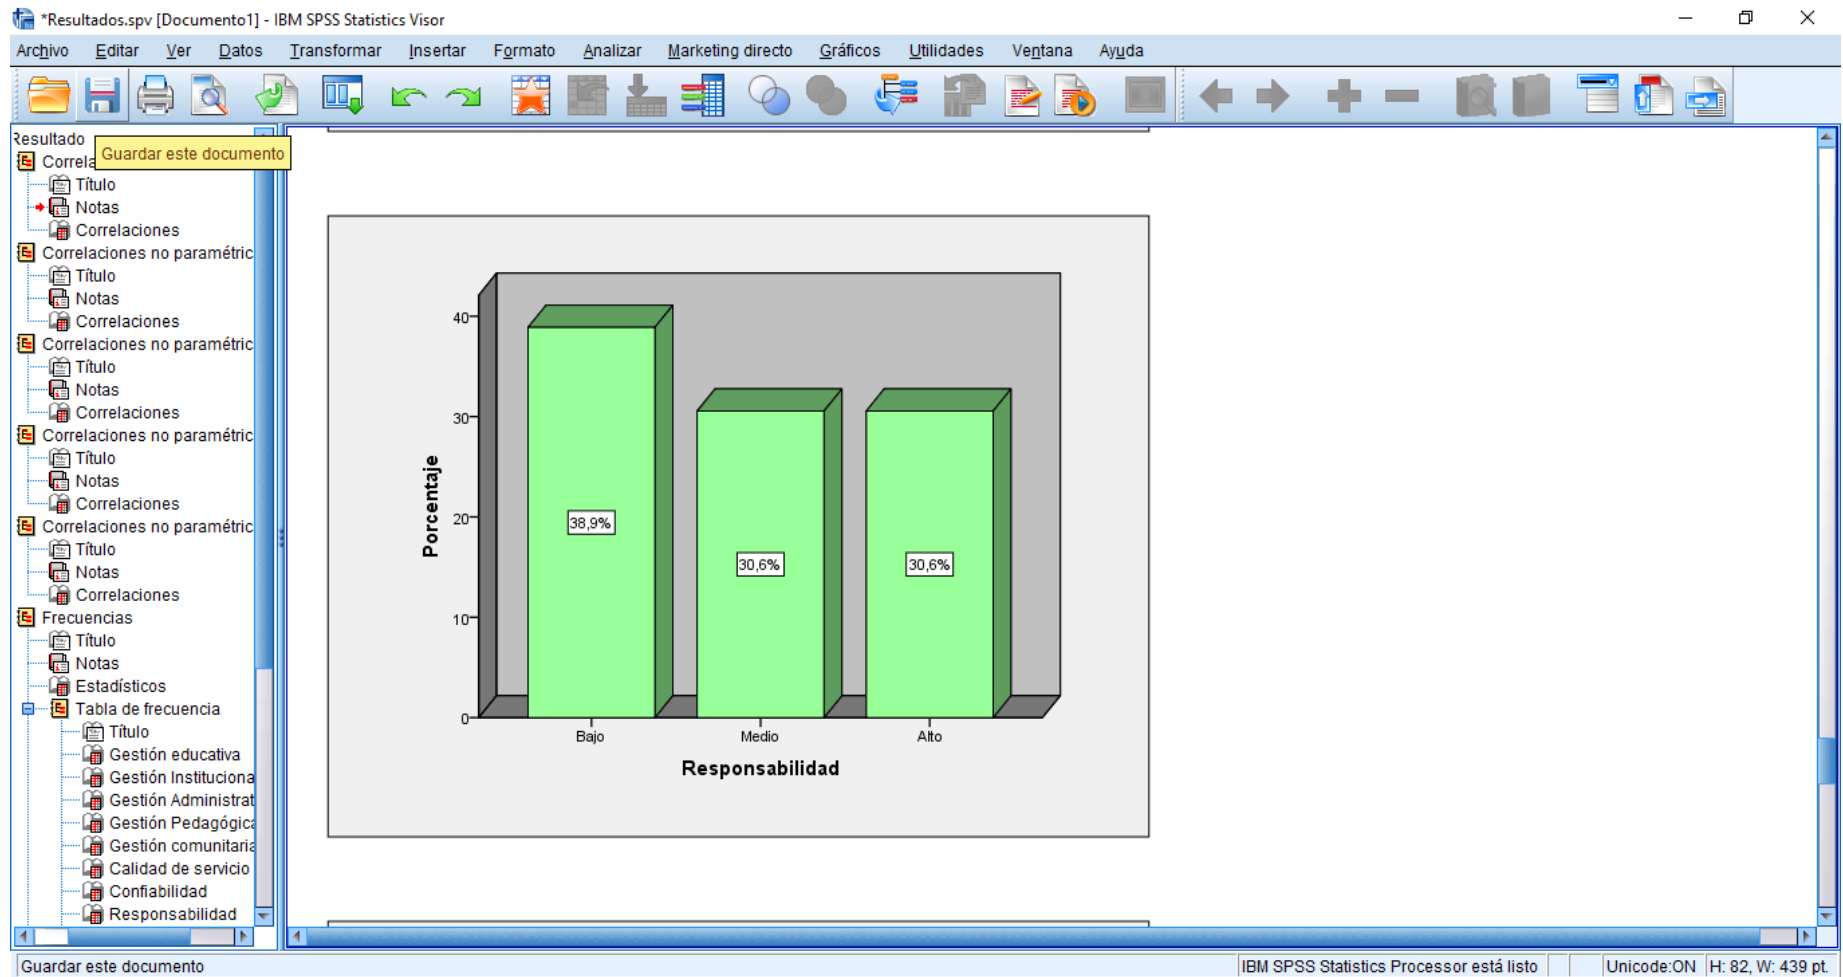 *Resultados.spv [Documento1] - IBM SPSS Statistics Visor
Archivo Editar Ver Datos Transformar Insertar Formato Analizar Marketing directo Gráficos Utilidades Ventana Ayuda
Resultado
Guardar este documento
Correla
Título
Notas
Correlaciones
Correlaciones no paramétric
Título
Notas
Correlaciones
Correlaciones no paramétric
Título
Notas
Correlaciones
Correlaciones no paramétric
Título
Notas
Correlaciones
Correlaciones no paramétric
Título
Notas
Correlaciones
Frecuencias
Título
Notas
Estadísticos
Tabla de frecuencia
Título
Gestión educativa
Gestión Instituciona
Gestión Administrat
Gestión Pedagógica
Gestión comunitaria
Calidad de servicio
Confiabilidad
Responsabilidad
Porcentaje
40
30
20
10
0
38,9%
30,6%
30,6%
Bajo Medio Alto
Responsabilidad
Guardar este documento
IBM SPSS Statistics Processor está listo
Unicode:ON
H: 82, W: 439 pt.